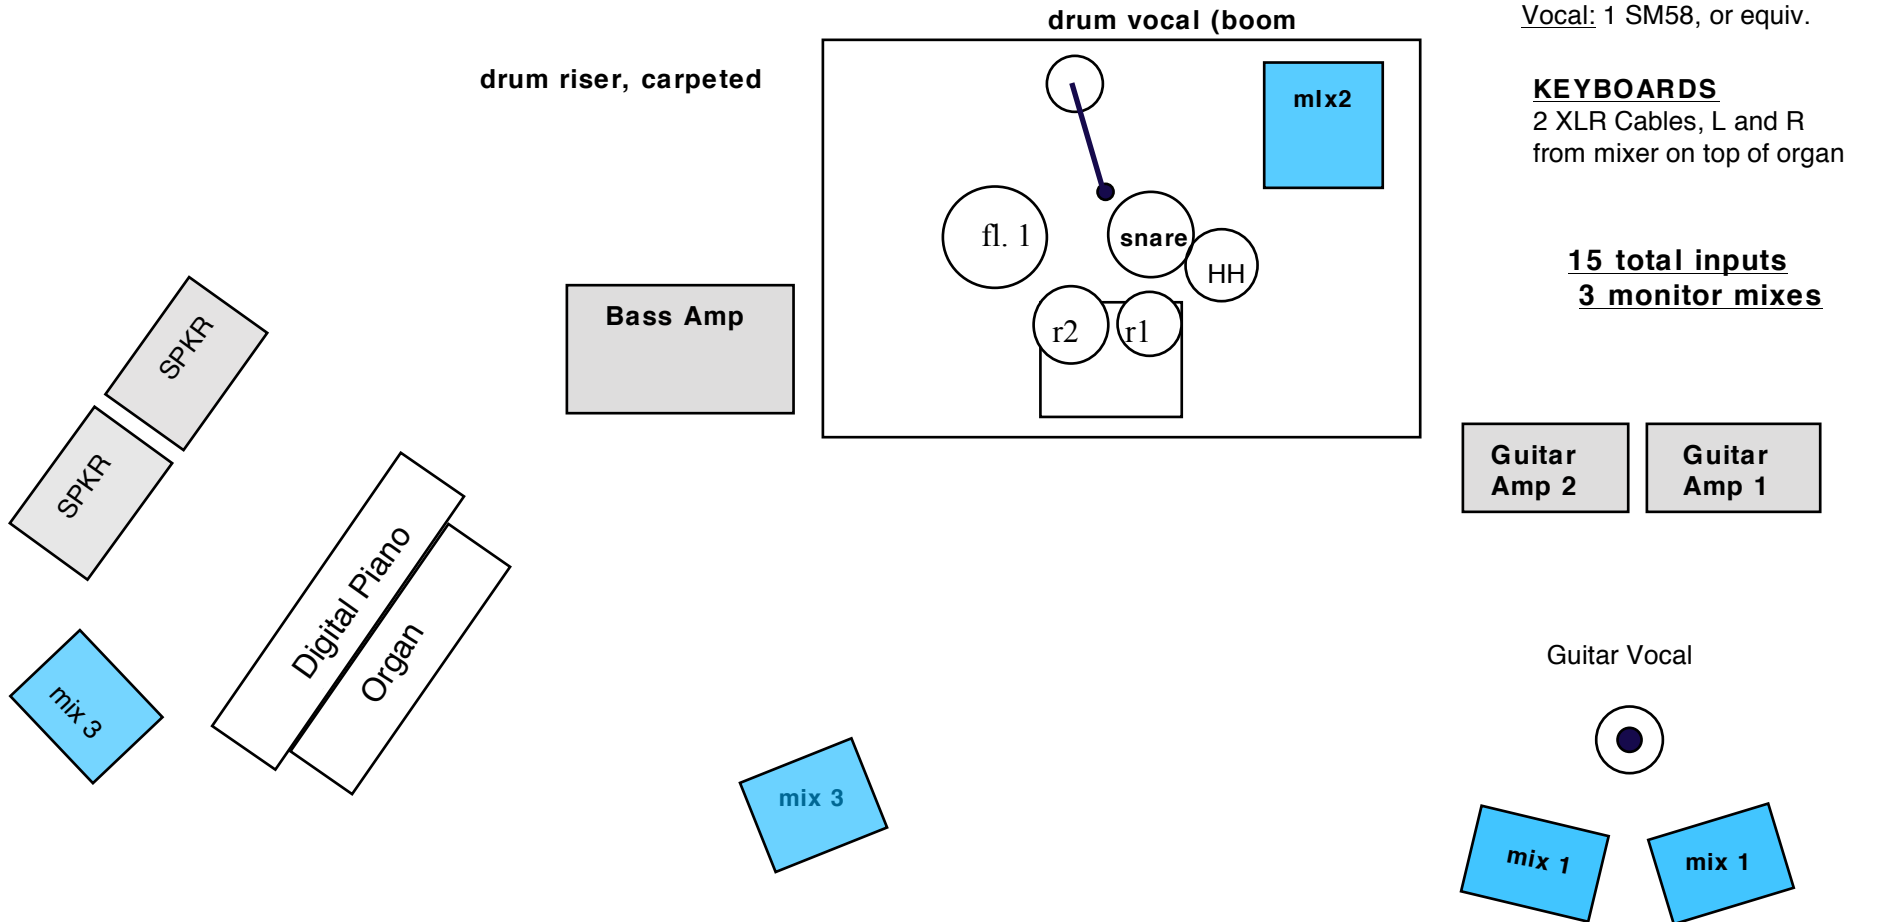 drum vocal (boom
Vocal: 1 SM58, or equiv.
drum riser, carpeted
mIx2
KEYBOARDS
2 XLR Cables, L and R
from mixer on top of organ
fl. 1
snare
HH
15 total inputs
3 monitor mixes
Bass Amp
r2
r1
SPKR
SPKR
Guitar
Amp 2
Guitar
Amp 1
Digital Piano
Organ
Guitar Vocal
mix 3
mix 3
mix 1
mix 1